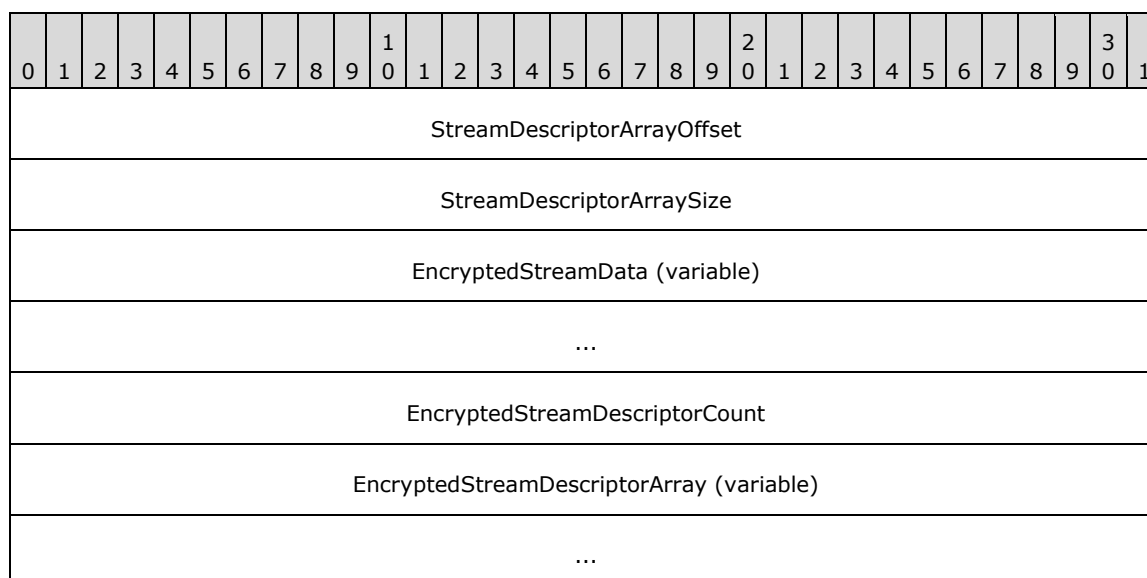 1 2 3
0 1 2 3 4 5 6 7 8 9 0 1 2 3 4 5 6 7 8 9 0 1 2 3 4 5 6 7 8 9 0 1
StreamDescriptorArrayOffset
StreamDescriptorArraySize
EncryptedStreamData (variable)
...
EncryptedStreamDescriptorCount
EncryptedStreamDescriptorArray (variable)
...